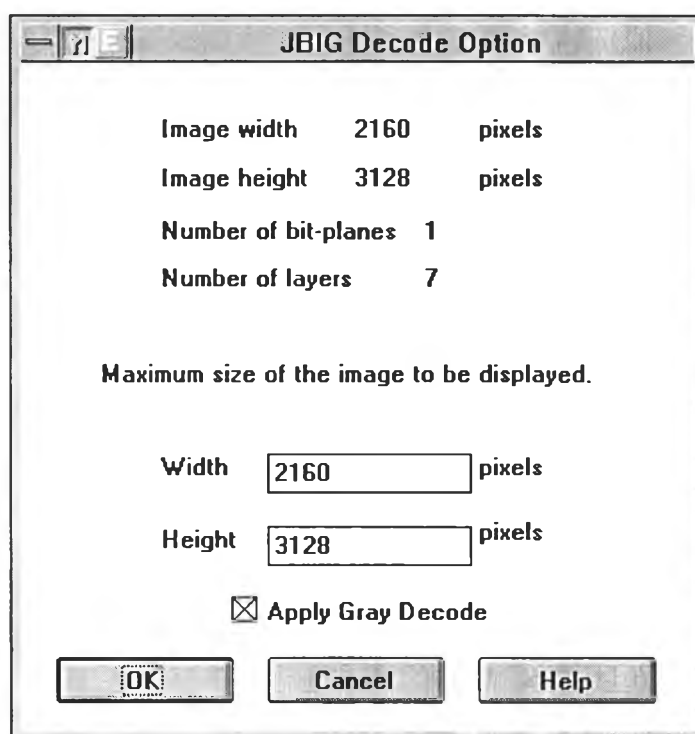 JBIG Decode Option
Image width 2160 pixels
Image height 3128 pixels
Number of bit-planes 1
Number of layers 7
Maximum size of the image to be displayed.
Width 2160 pixels
Height 3128 pixels
Apply Gray Decode
OK Cancel Help